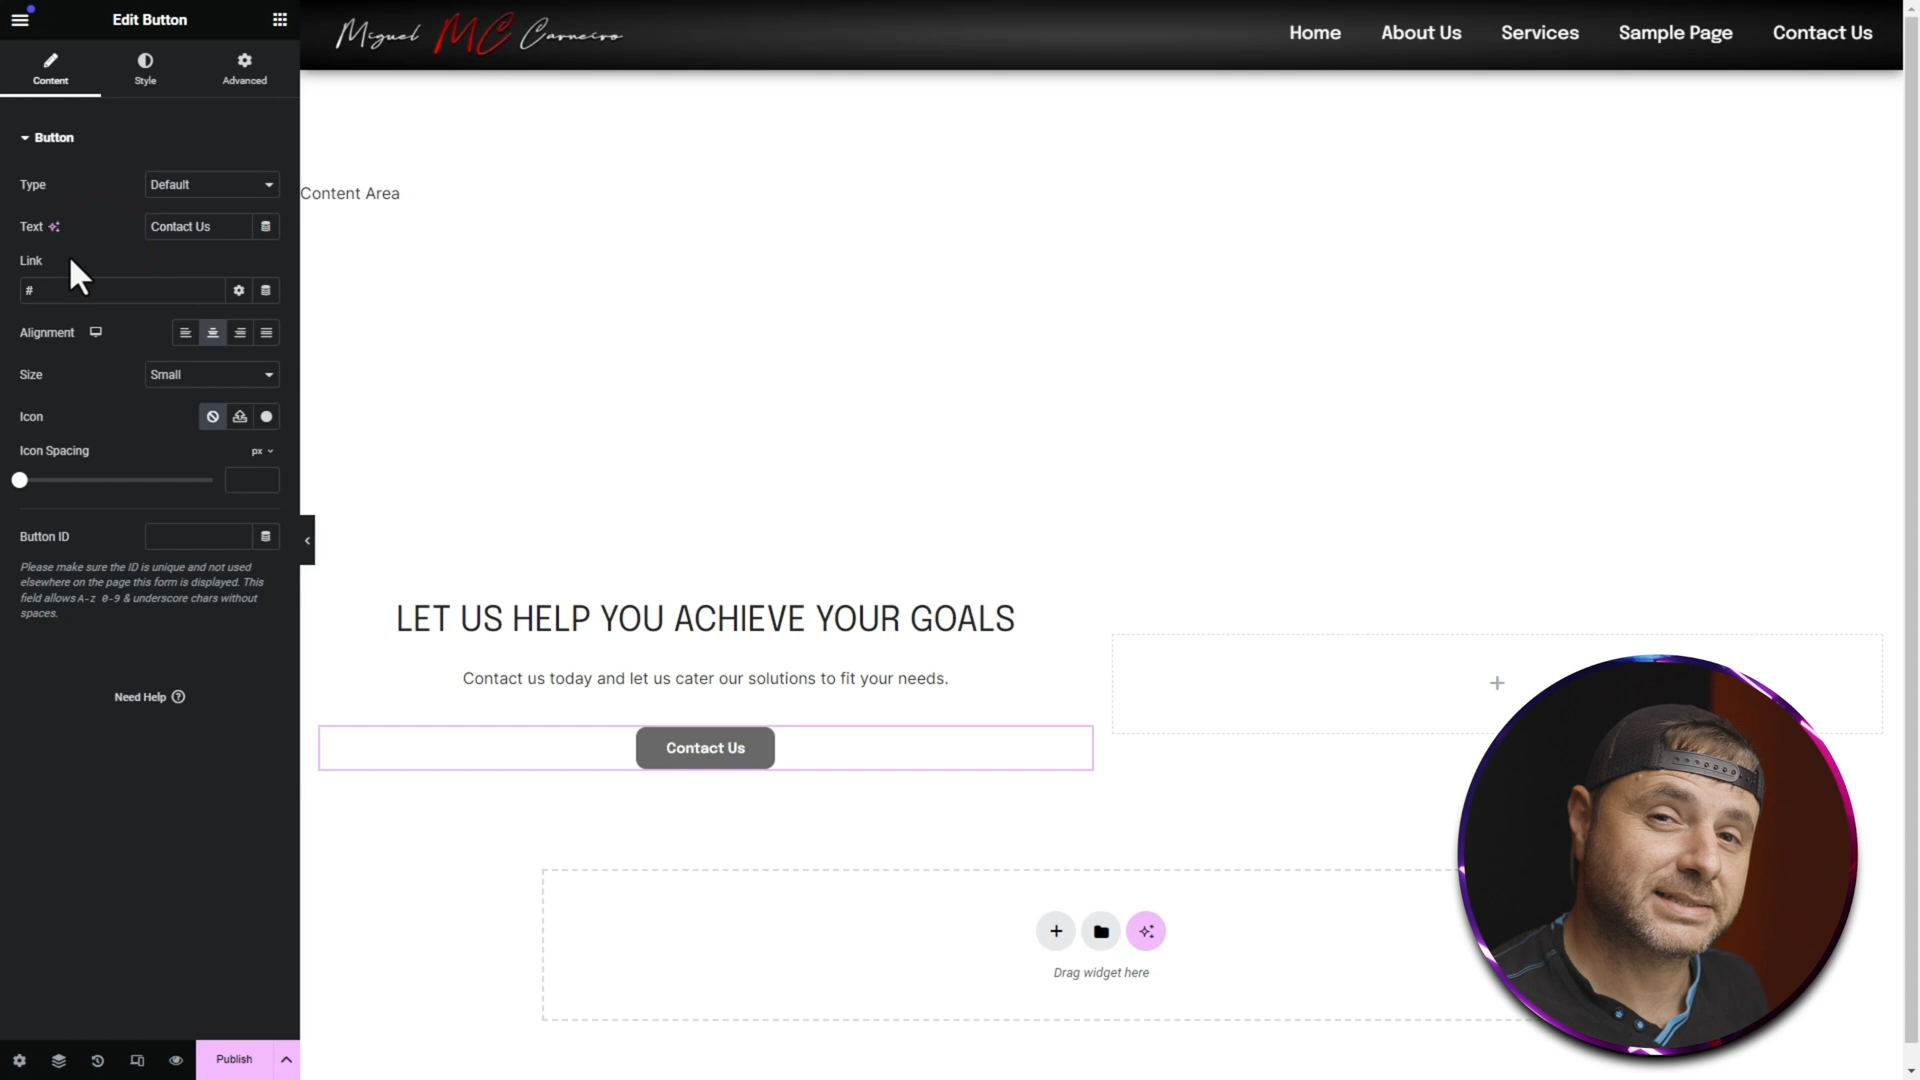 Edit Button
Miguel MC Carneiro
Home
About Us
Services
Sample Page
Contact Us
Content
Style
Advanced
Button
Type
Default
Content Area
Text
Contact Us
Link
#
Alignment
Size
Small
Icon
Icon Spacing
px
Button ID
Please make sure the ID is unique and not used
elsewhere on the page this form is displayed. This
field allows A-z 0-9 & underscore chars without
spaces.
Need Help
LET US HELP YOU ACHIEVE YOUR GOALS
Contact us today and let us cater our solutions to fit your needs.
Contact Us
Drag widget here
Publish